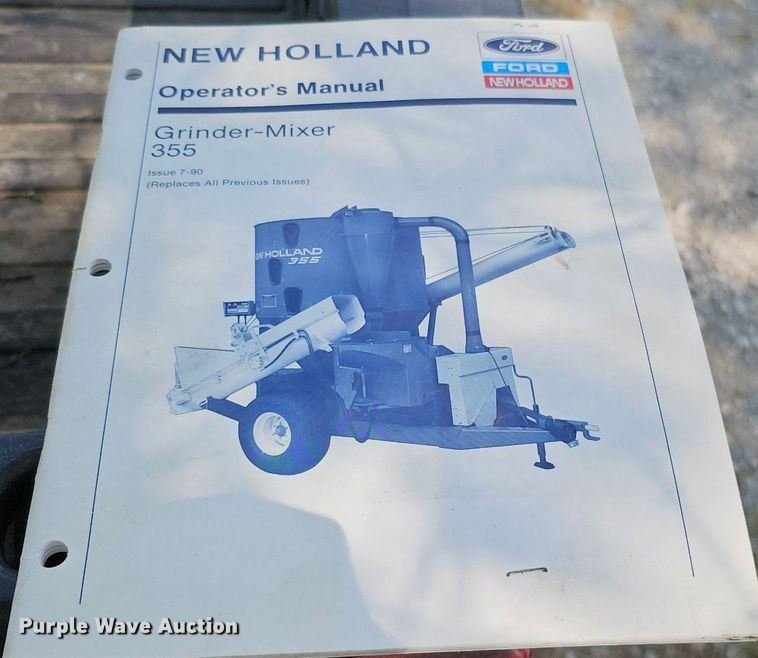 NEW HOLLAND
Ford
FORD
NEW HOLLAND
Operator's Manual
Grinder-Mixer
355
Issue 7-90
(Replaces All Previous Issues)
EW HOLLAND
355
Purple Wave Auction